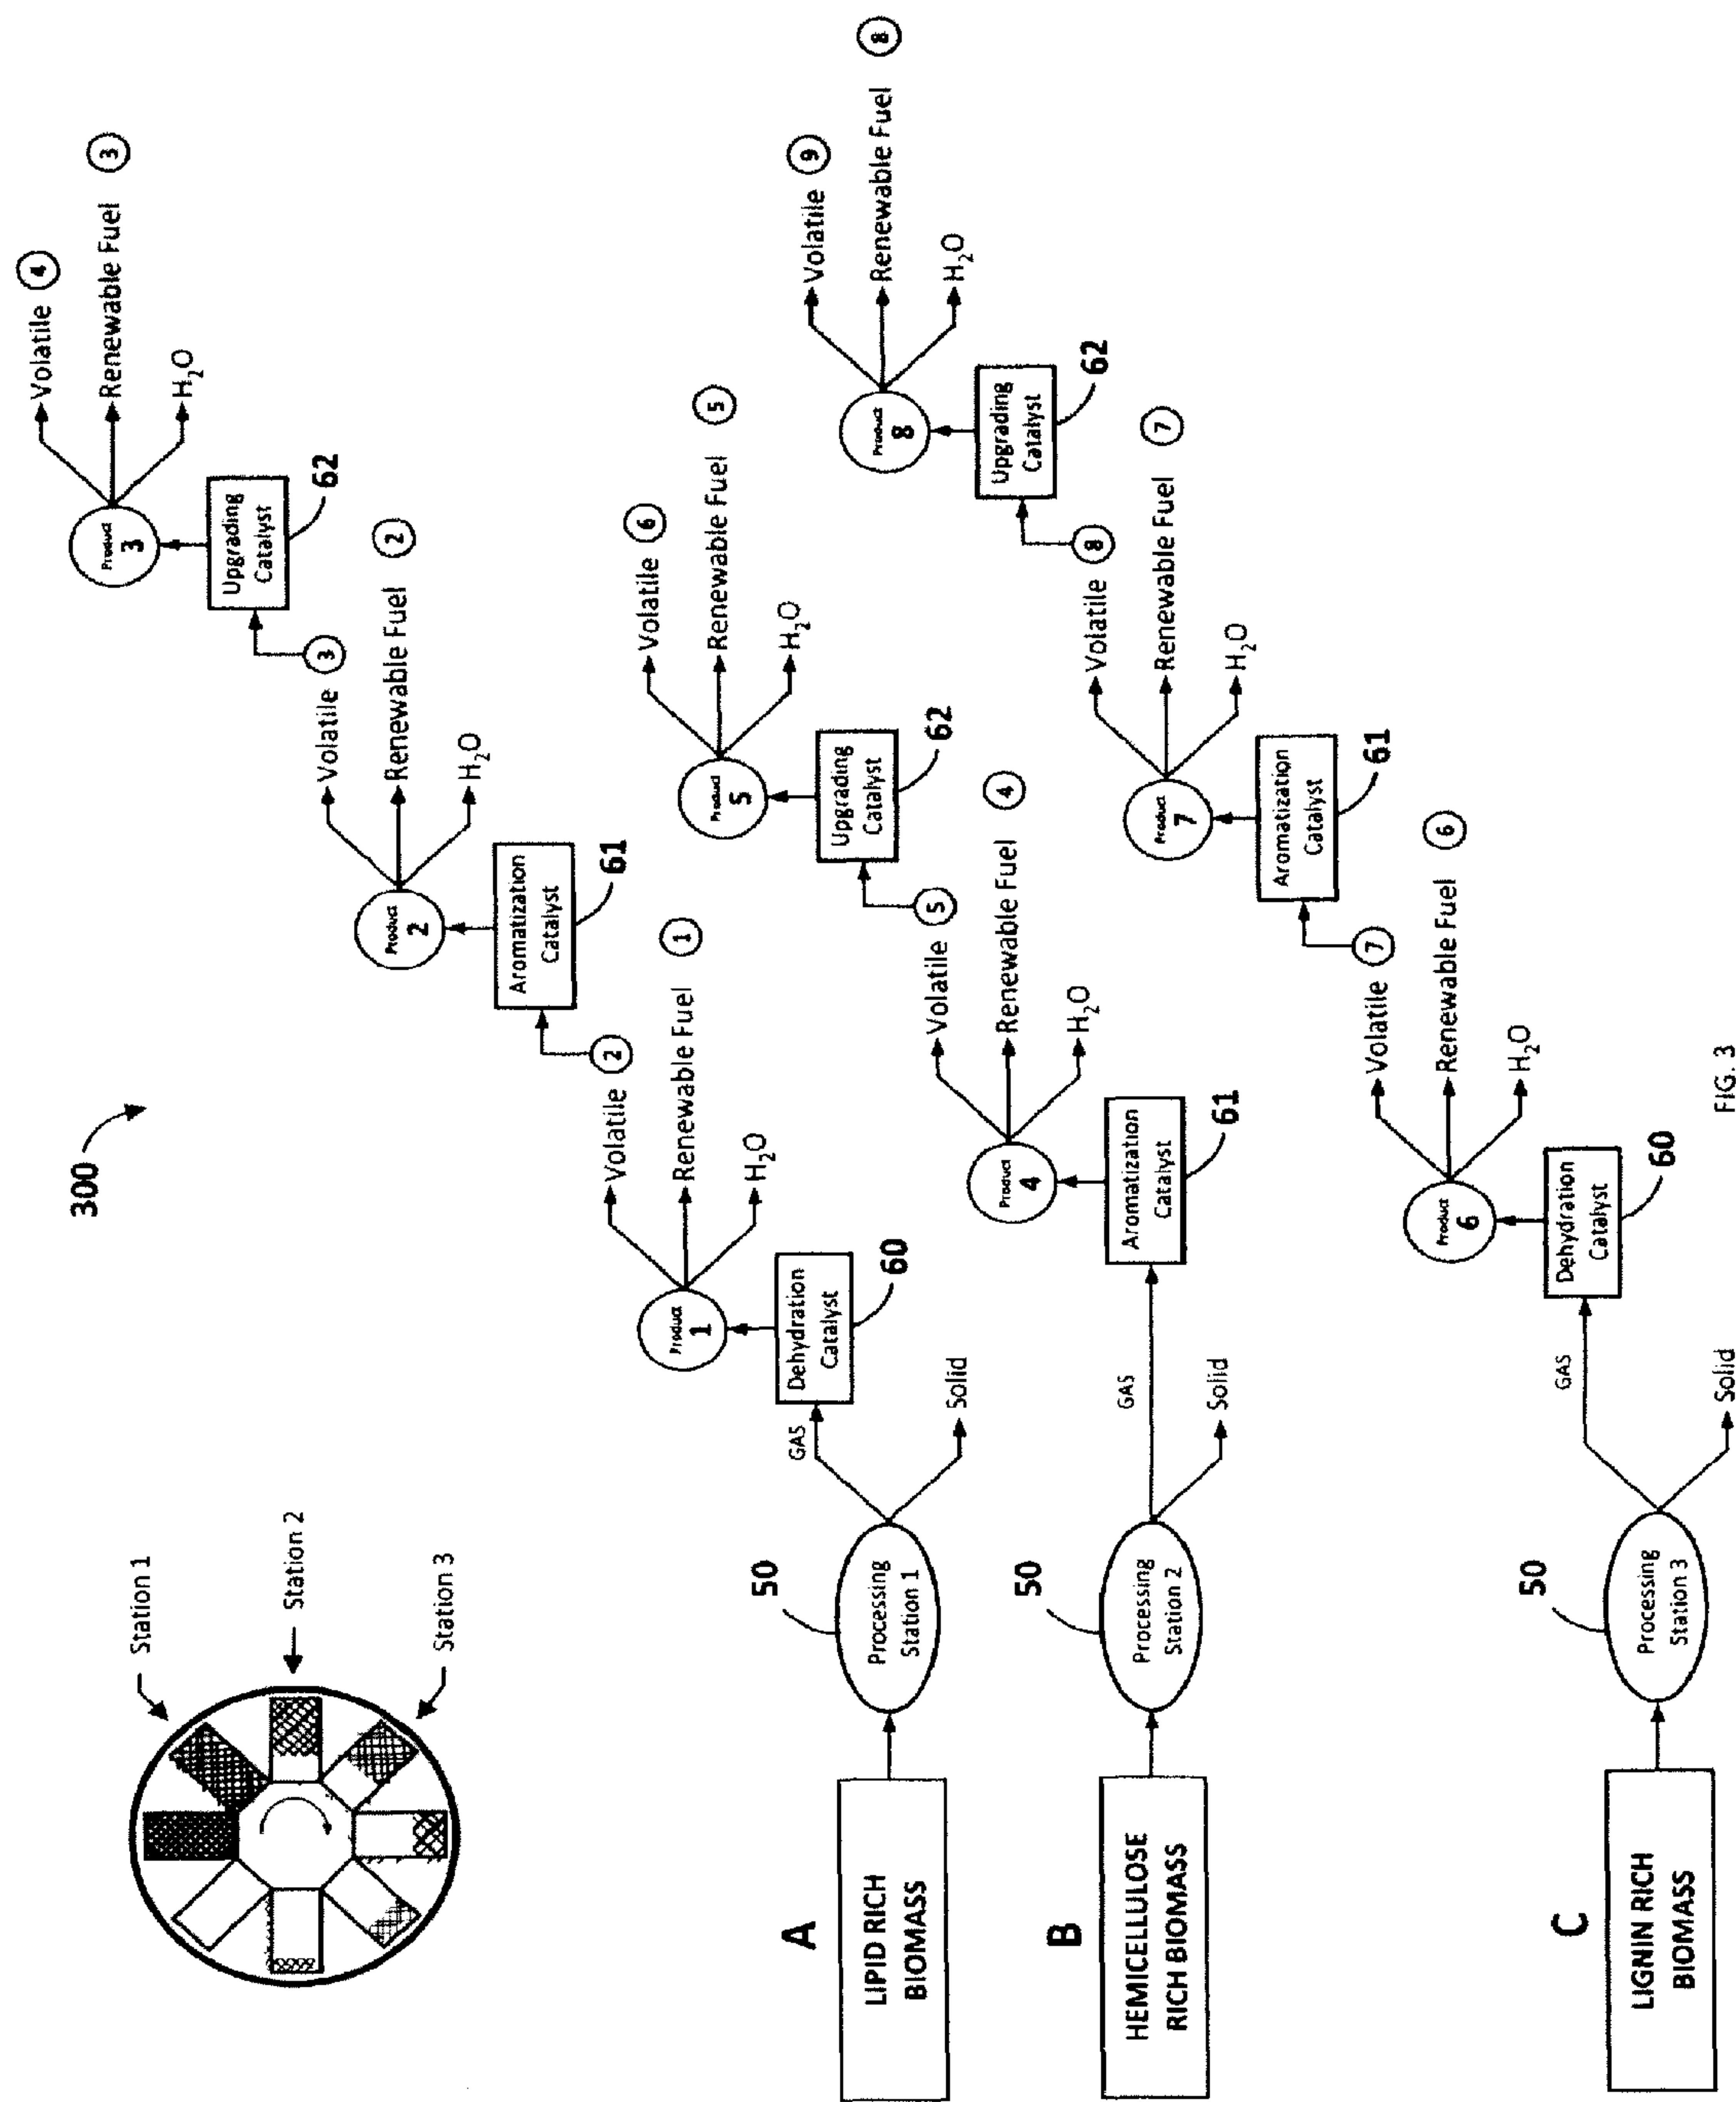 300
Station 1
Station 2
Station 3
A
LIPID RICH
BIOMASS
50
Processing
Station 1
GAS
Solid
Dehydration
Catalyst
60
Product
1
Volatile 2
Renewable Fuel 1
H₂O
Aromatization
Catalyst
61
Product
2
Volatile 3
Renewable Fuel 2
H₂O
Upgrading
Catalyst
62
Product
3
Volatile 4
Renewable Fuel 3
H₂O
B
HEMICELLULOSE
RICH BIOMASS
50
Processing
Station 2
GAS
Solid
Aromatization
Catalyst
61
Product
4
Volatile 5
Renewable Fuel 4
H₂O
Upgrading
Catalyst
62
Product
5
Volatile 6
Renewable Fuel 5
H₂O
C
LIGNIN RICH
BIOMASS
50
Processing
Station 3
GAS
Solid
Dehydration
Catalyst
60
Product
6
Volatile 7
Renewable Fuel 6
H₂O
Aromatization
Catalyst
61
Product
7
Volatile 8
Renewable Fuel 7
H₂O
Upgrading
Catalyst
62
Product
8
Volatile 9
Renewable Fuel 8
H₂O
FIG. 3